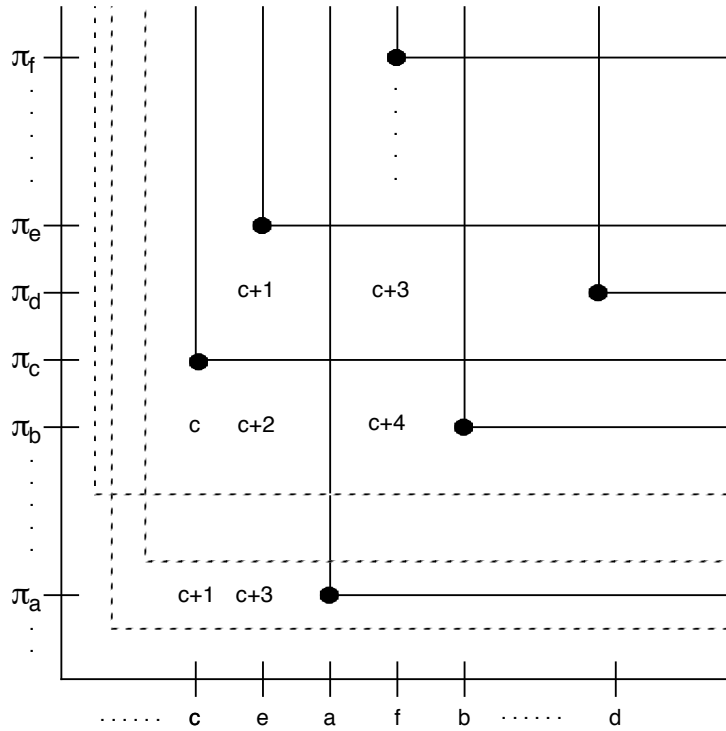 π_f
π_e
π_d c+1 c+3
π_c
π_b c c+2 c+4
π_a c+1 c+3
...... c e a f b ...... d